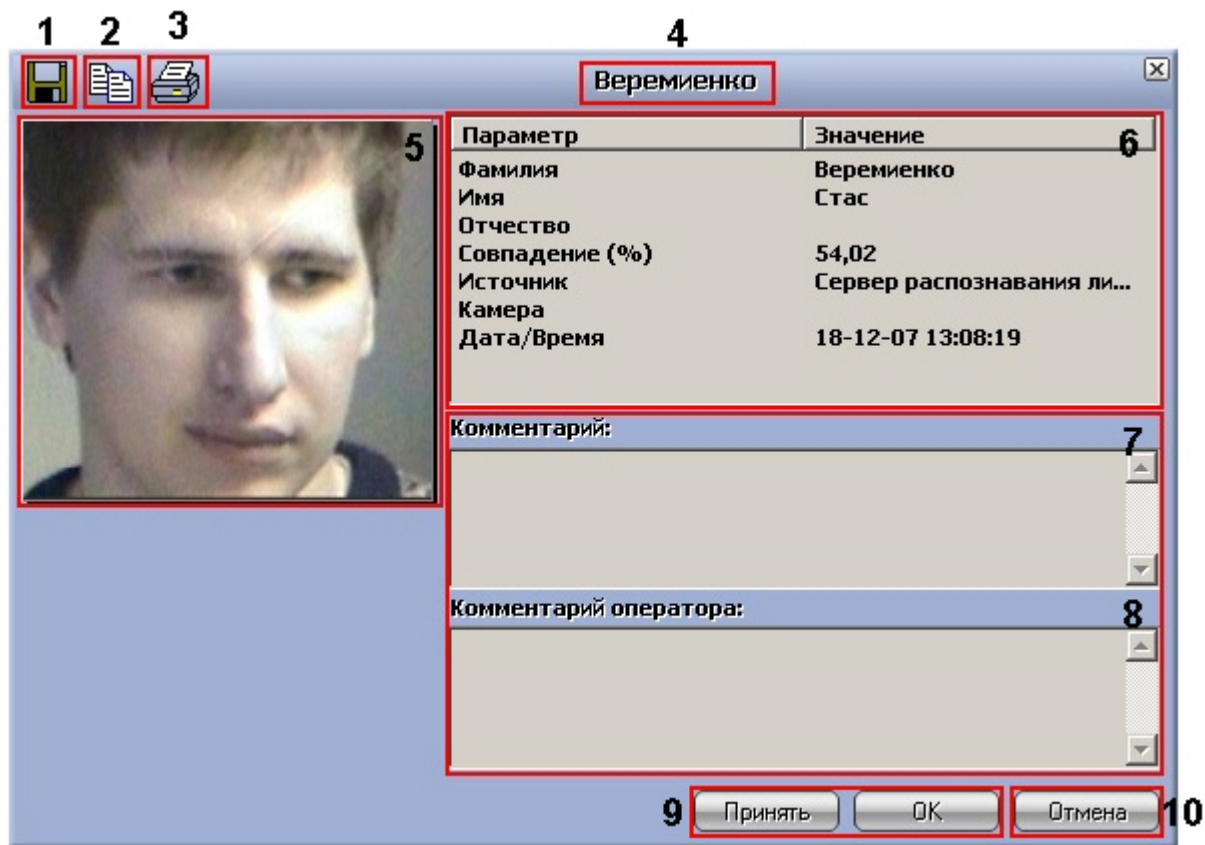 1 2 3 4
Веремиенко
5
Параметр Значение 6
Фамилия Веремиенко
Имя Стас
Отчество
Совпадение (%) 54,02
Источник Сервер распознавания ли...
Камера
Дата/Время 18-12-07 13:08:19
Комментарий: 7
Комментарий оператора: 8
9 Принять OK Отмена 10